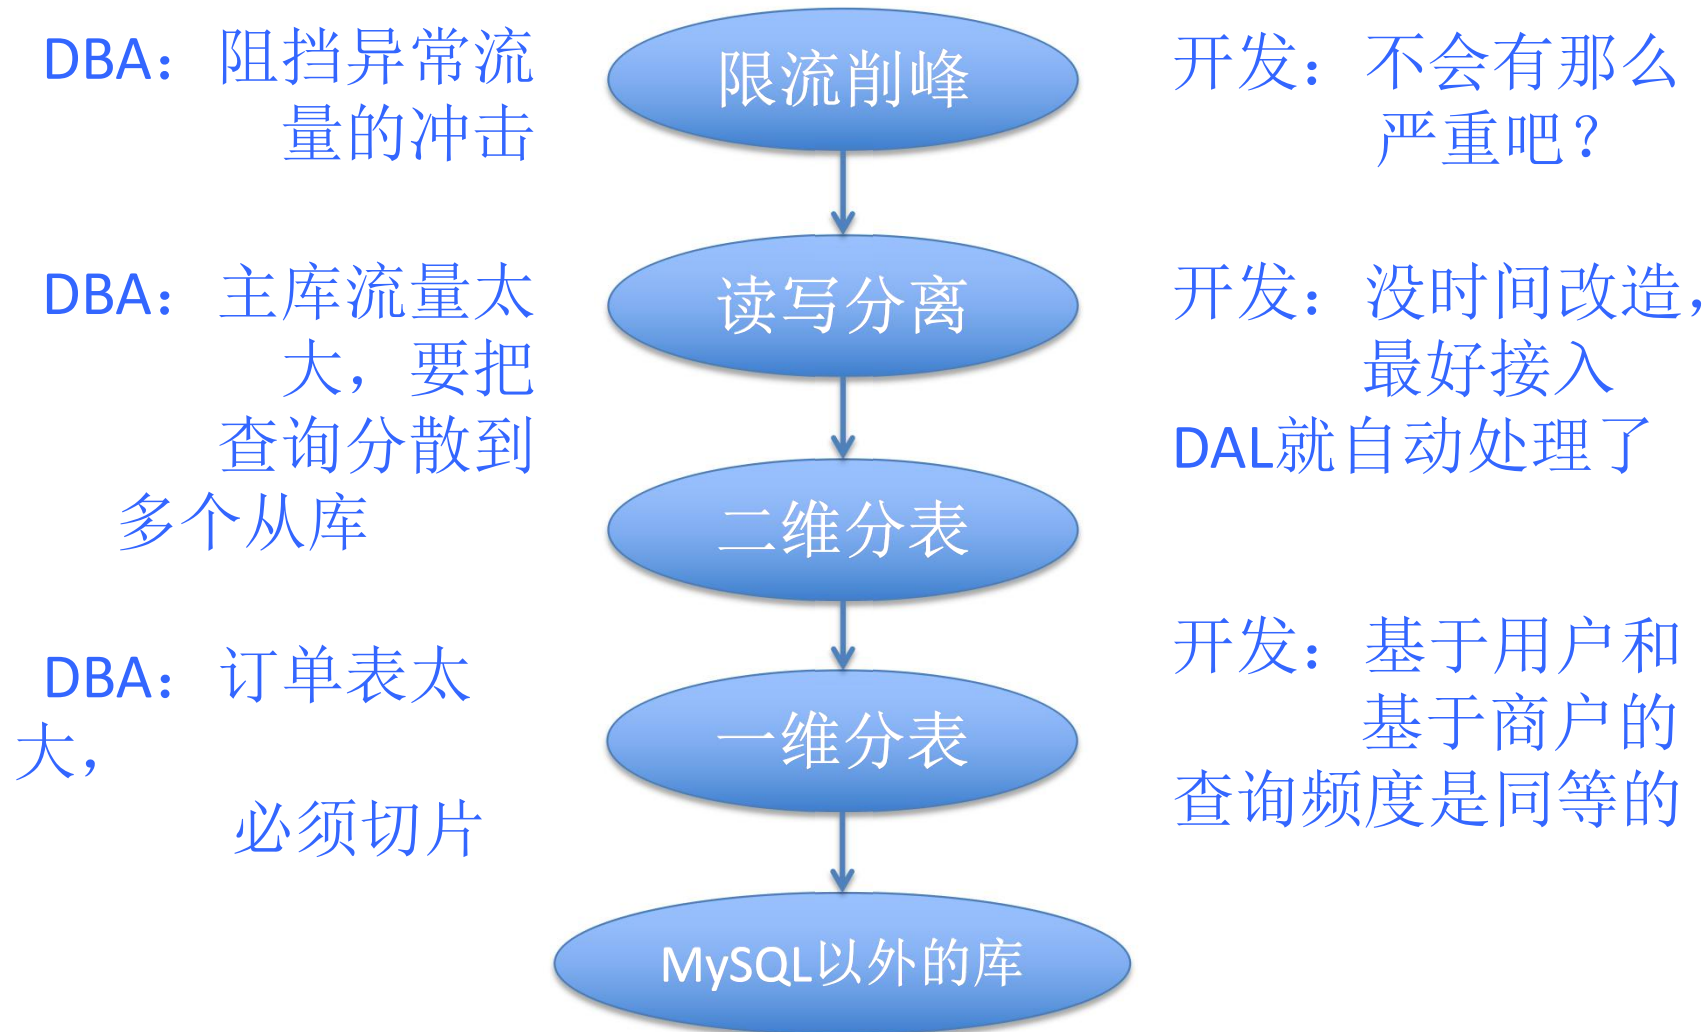 DBA：阻挡异常流
量的冲击
限流削峰
开发：不会有那么
严重吧？
DBA：主库流量太
大，要把
查询分散到
多个从库
读写分离
开发：没时间改造，
最好接入
DAL就自动处理了
二维分表
DBA：订单表太
大，
必须切片
一维分表
开发：基于用户和
基于商户的
查询频度是同等的
MySQL以外的库